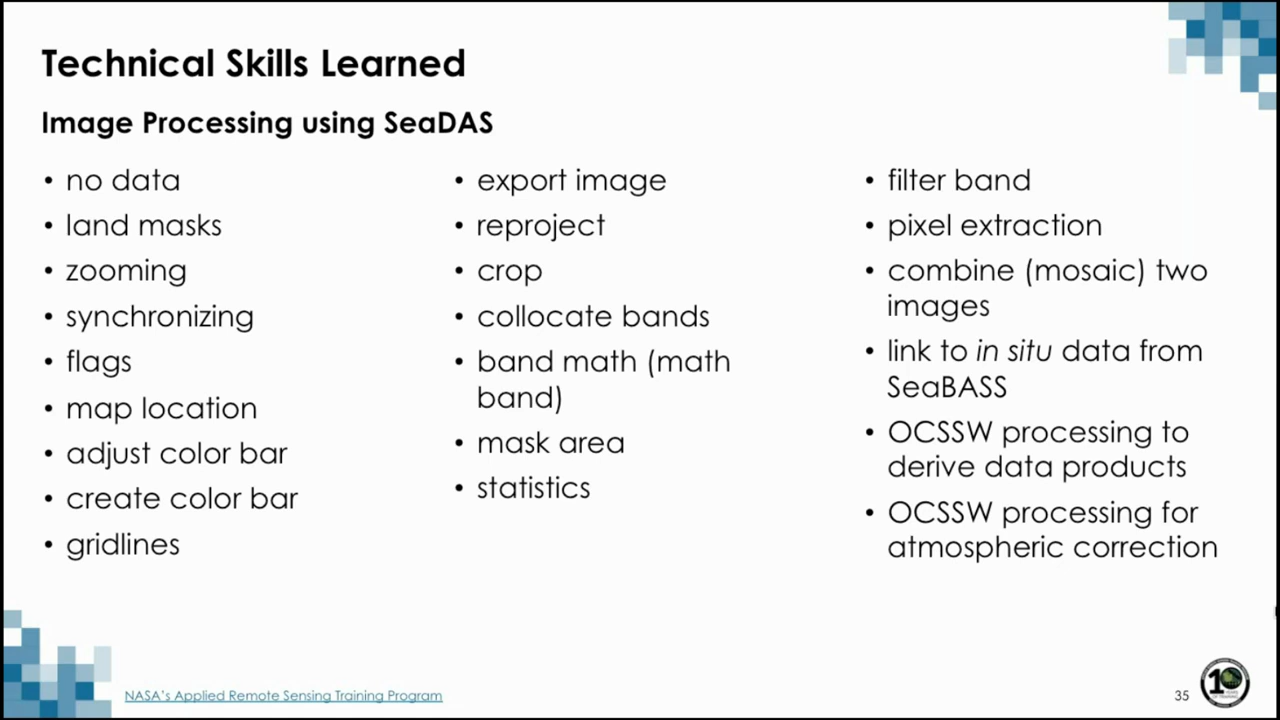 Technical Skills Learned
Image Processing using SeaDAS
• no data
• land masks
• zooming
• synchronizing
• flags
• map location
• adjust color bar
• create color bar
• gridlines
• export image
• reproject
• crop
• collocate bands
• band math (math
band)
• mask area
• statistics
• filter band
• pixel extraction
• combine (mosaic) two
images
• link to in situ data from
SeaBASS
• OCSSW processing to
derive data products
• OCSSW processing for
atmospheric correction
NASA's Applied Remote Sensing Training Program
35
10